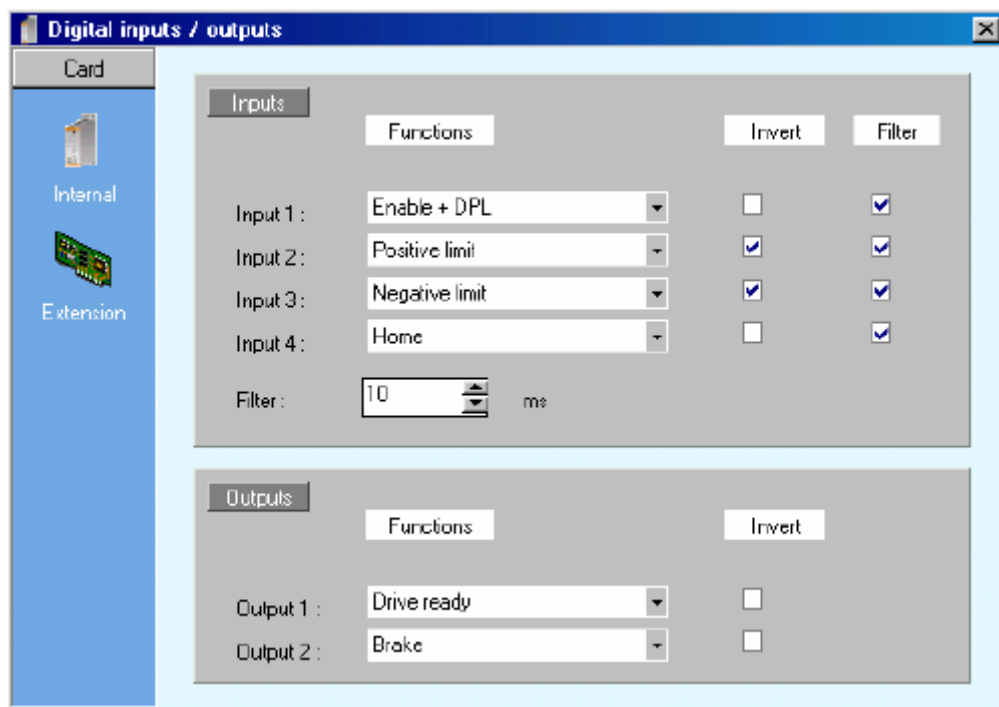 Digital inputs / outputs
Card
Internal
Extension
Inputs
Functions Invert Filter
Input 1 : Enable + DPL
Input 2 : Positive limit
Input 3 : Negative limit
Input 4 : Home
Filter : 10 ms
Outputs
Functions Invert
Output 1 : Drive ready
Output 2 : Brake